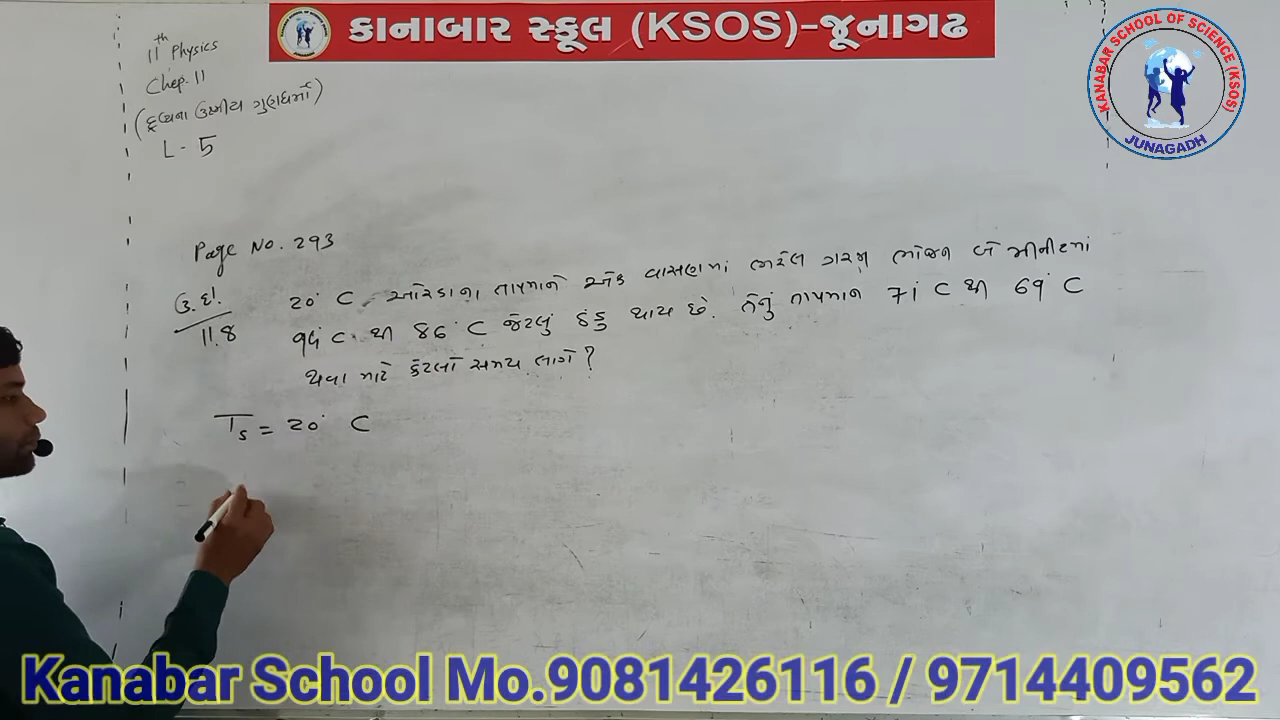 કાનાબાર સ્કૂલ (KSOS)-જૂનાગઢ
KANABAR SCHOOL OF SCIENCE (KSOS)
JUNAGADH
11th Physics
Chep. 11
(દ્રવ્યના ઉષ્મીય ગુણધર્મો)
L - 5
Page No. 293
ઉ.દા. 20° C ઓરડાના તાપમાને એક વાસણમાં ભરેલ ગરમ ભોજન બે મીનીટમાં
11.8 94° C થી 86° C જેટલું ઠંડુ થાય છે. તેનું તાપમાન 71° C થી 69° C
થવા માટે કેટલો સમય લાગે?
Ts = 20° C
Kanabar School Mo.9081426116 / 9714409562